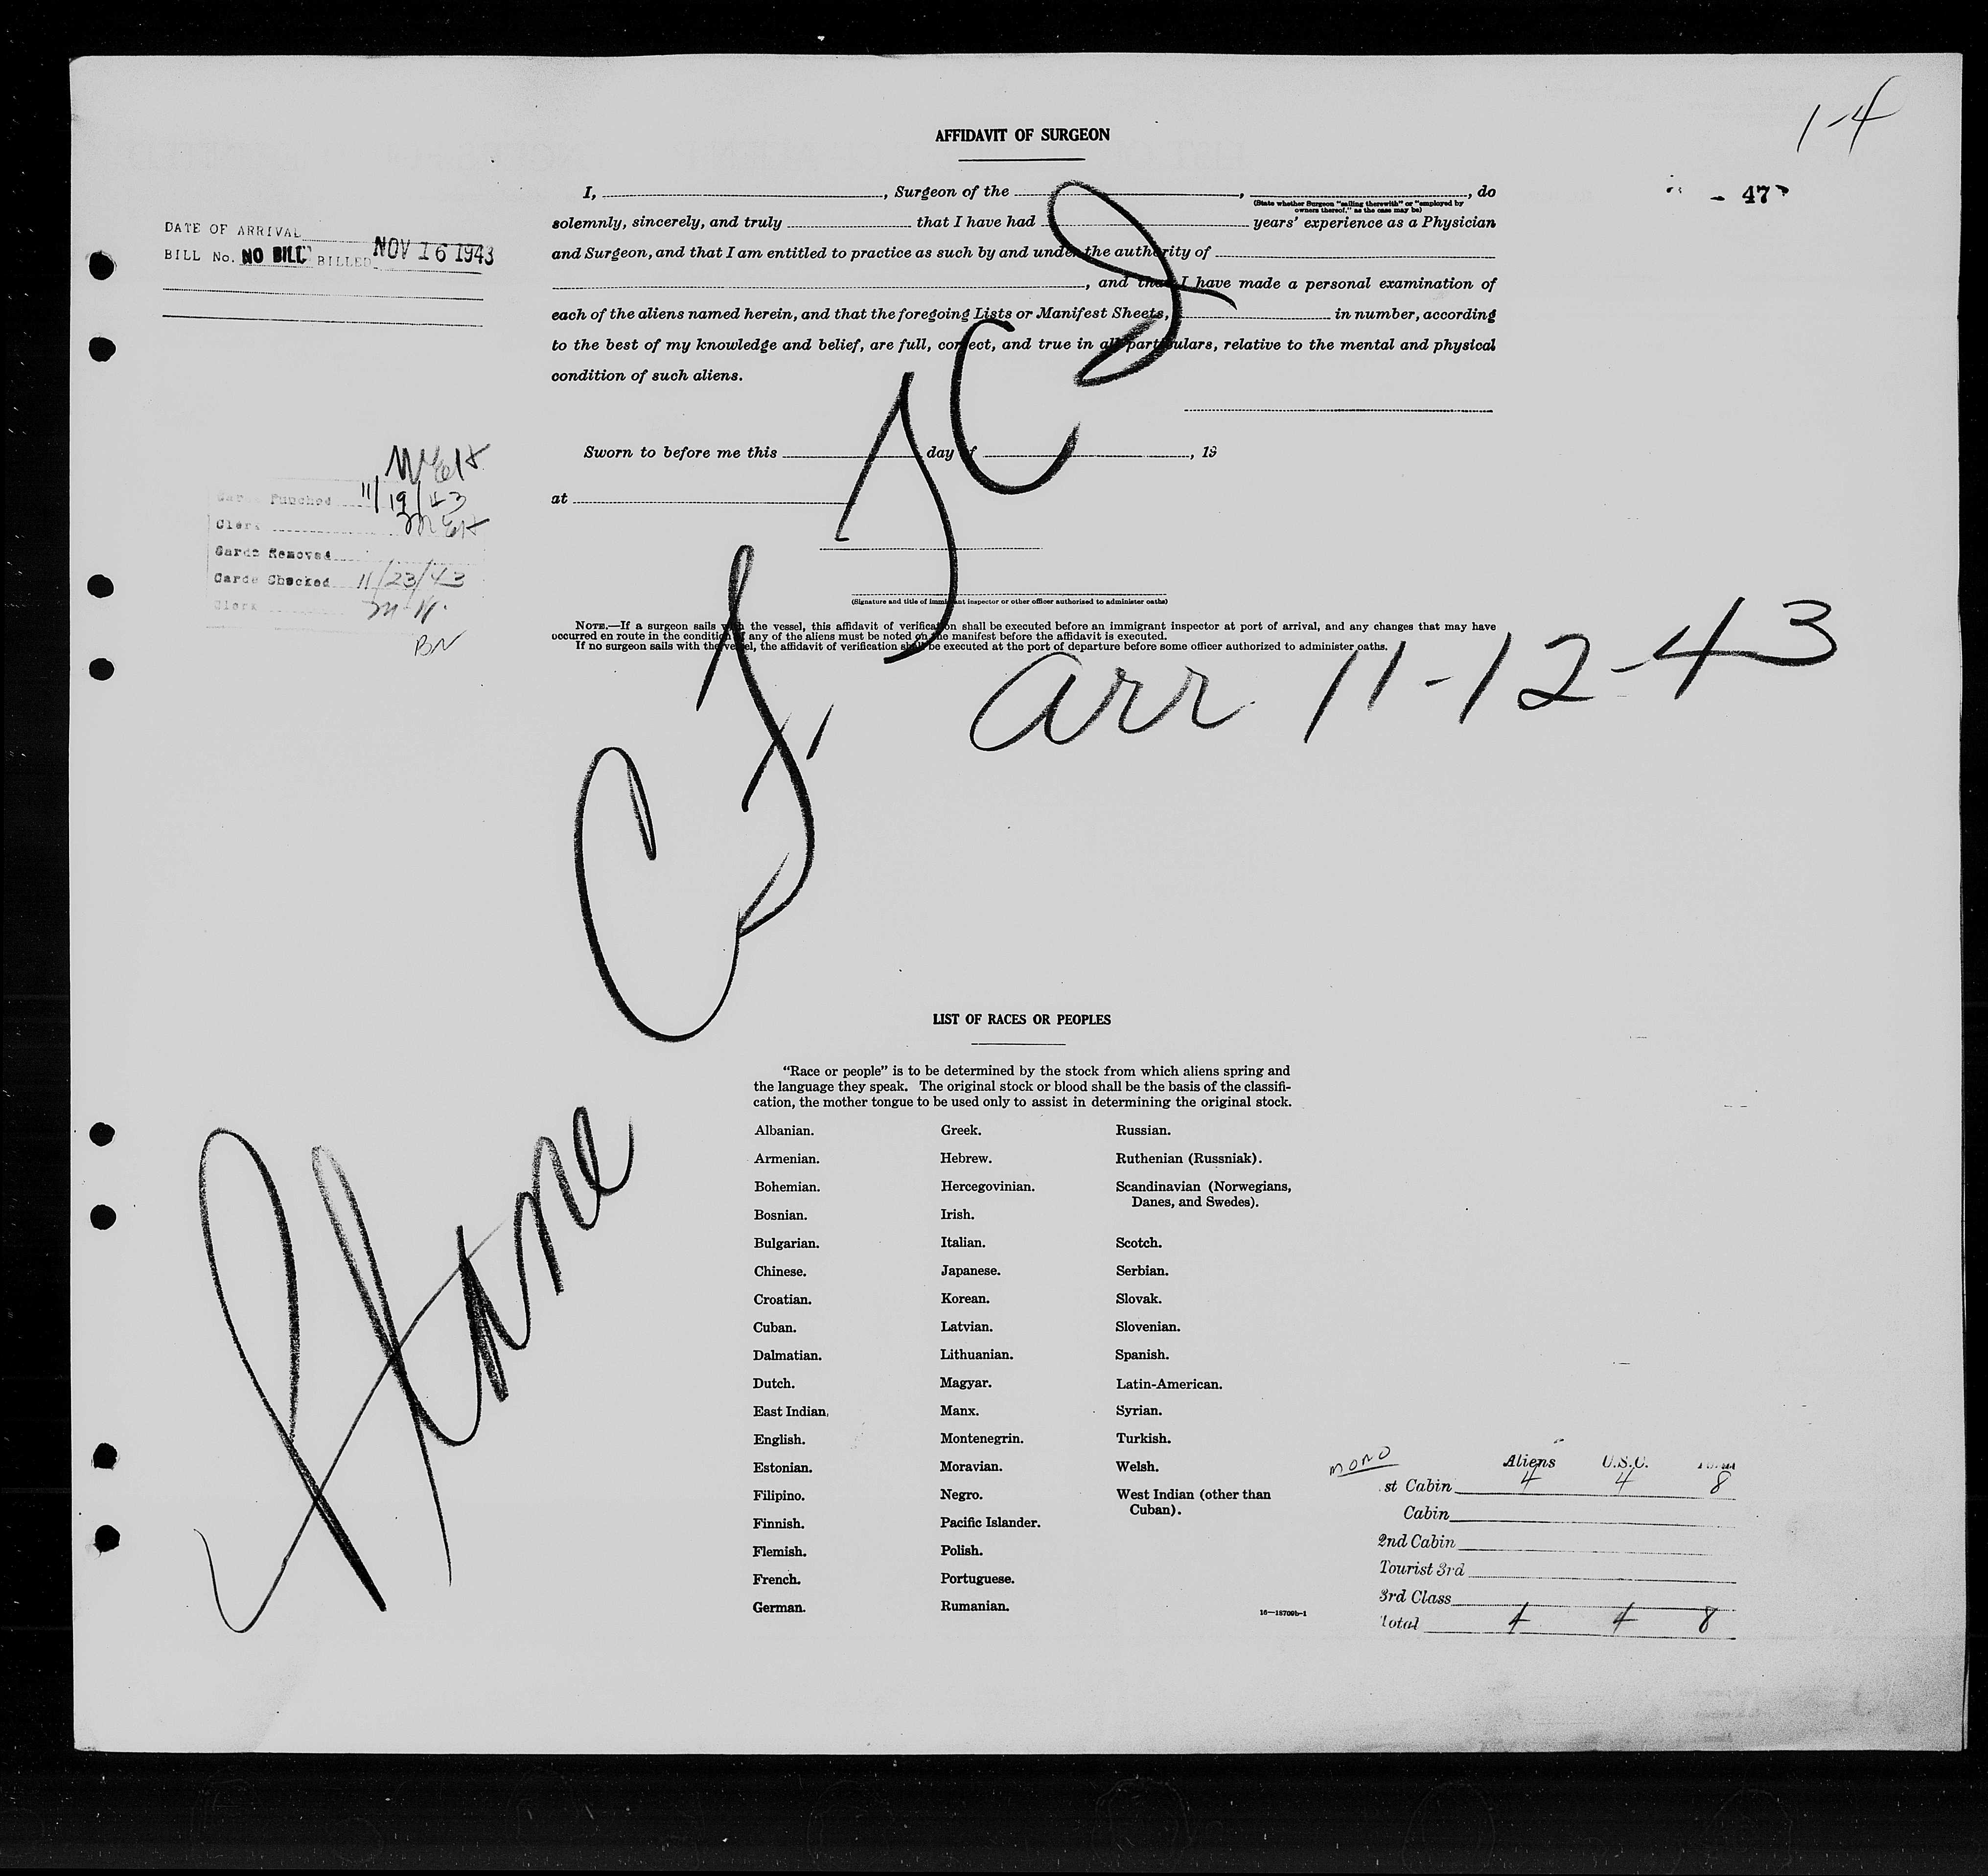 1-4
AFFIDAVIT OF SURGEON
- 47
I, , Surgeon of the , , do
(State whether Surgeon "sailing therewith" or "employed by
owners thereof," as the case may be)
solemnly, sincerely, and truly that I have had years' experience as a Physician
and Surgeon, and that I am entitled to practice as such by and under the authority of
, and that I have made a personal examination of
each of the aliens named herein, and that the foregoing Lists or Manifest Sheets, in number, according
to the best of my knowledge and belief, are full, correct, and true in all particulars, relative to the mental and physical
condition of such aliens.
Sworn to before me this day of , 19
at
(Signature and title of immigrant inspector or other officer authorized to administer oaths)
NOTE.—If a surgeon sails with the vessel, this affidavit of verification shall be executed before an immigrant inspector at port of arrival, and any changes that may have
occurred en route in the condition of any of the aliens must be noted on the manifest before the affidavit is executed.
If no surgeon sails with the vessel, the affidavit of verification shall be executed at the port of departure before some officer authorized to administer oaths.
DATE OF ARRIVAL
BILL No. NO BILL BILLED NOV 16 1943
Cards Punched 11/19/43
Clerk
Cards Removed
Cards Checked 11/23/43
Clerk
BN
arr 11-12-43
LIST OF RACES OR PEOPLES
"Race or people" is to be determined by the stock from which aliens spring and
the language they speak. The original stock or blood shall be the basis of the classifi-
cation, the mother tongue to be used only to assist in determining the original stock.
Albanian. Greek. Russian.
Armenian. Hebrew. Ruthenian (Russniak).
Bohemian. Hercegovinian. Scandinavian (Norwegians,
Danes, and Swedes).
Bosnian. Irish.
Bulgarian. Italian. Scotch.
Chinese. Japanese. Serbian.
Croatian. Korean. Slovak.
Cuban. Latvian. Slovenian.
Dalmatian. Lithuanian. Spanish.
Dutch. Magyar. Latin-American.
East Indian. Manx. Syrian.
English. Montenegrin. Turkish.
Estonian. Moravian. Welsh.
Filipino. Negro. West Indian (other than
Cuban).
Finnish. Pacific Islander.
Flemish. Polish.
French. Portuguese.
German. Rumanian.
16—18709b-1
MONO
Aliens U.S.C. Total
st Cabin 4 4 8
Cabin
2nd Cabin
Tourist 3rd
3rd Class
Total 4 4 8